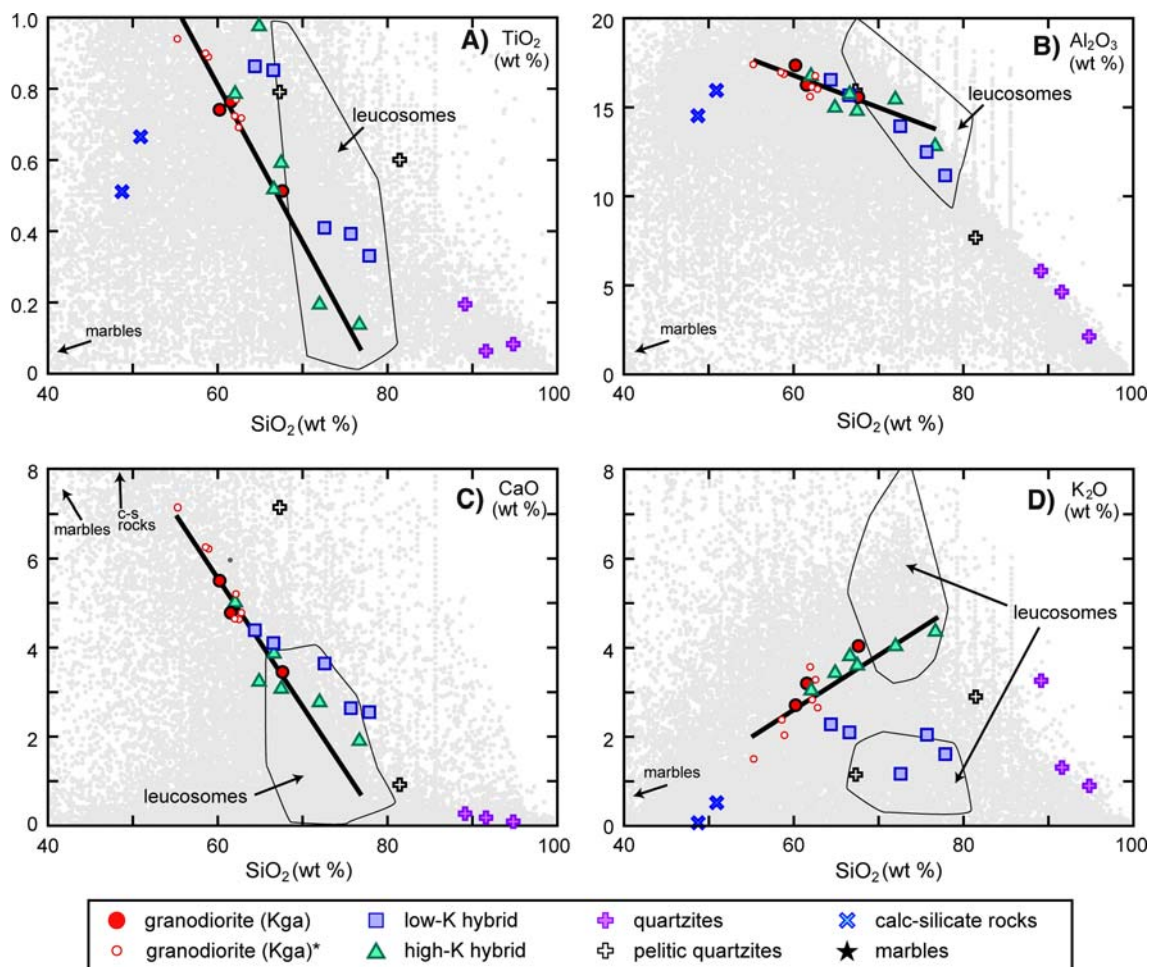 1.0
0.8
0.6
0.4
0.2
0
A) TiO₂
(wt %)
leucosomes
marbles
40 60 80 100
SiO₂ (wt %)
20
15
10
5
0
B) Al₂O₃
(wt %)
leucosomes
marbles
40 60 80 100
SiO₂ (wt %)
8
6
4
2
0
C) CaO
(wt %)
marbles
c-s
rocks
leucosomes
40 60 80 100
SiO₂ (wt %)
8
6
4
2
0
D) K₂O
(wt %)
leucosomes
marbles
40 60 80 100
SiO₂ (wt %)
granodiorite (Kga) low-K hybrid quartzites calc-silicate rocks
granodiorite (Kga)* high-K hybrid pelitic quartzites marbles